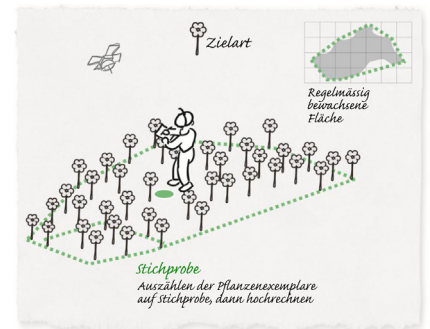 Zielart
Regelmässig
bewachsene
Fläche
Stichprobe
Auszählen der Pflanzenexemplare
auf Stichprobe, dann hochrechnen